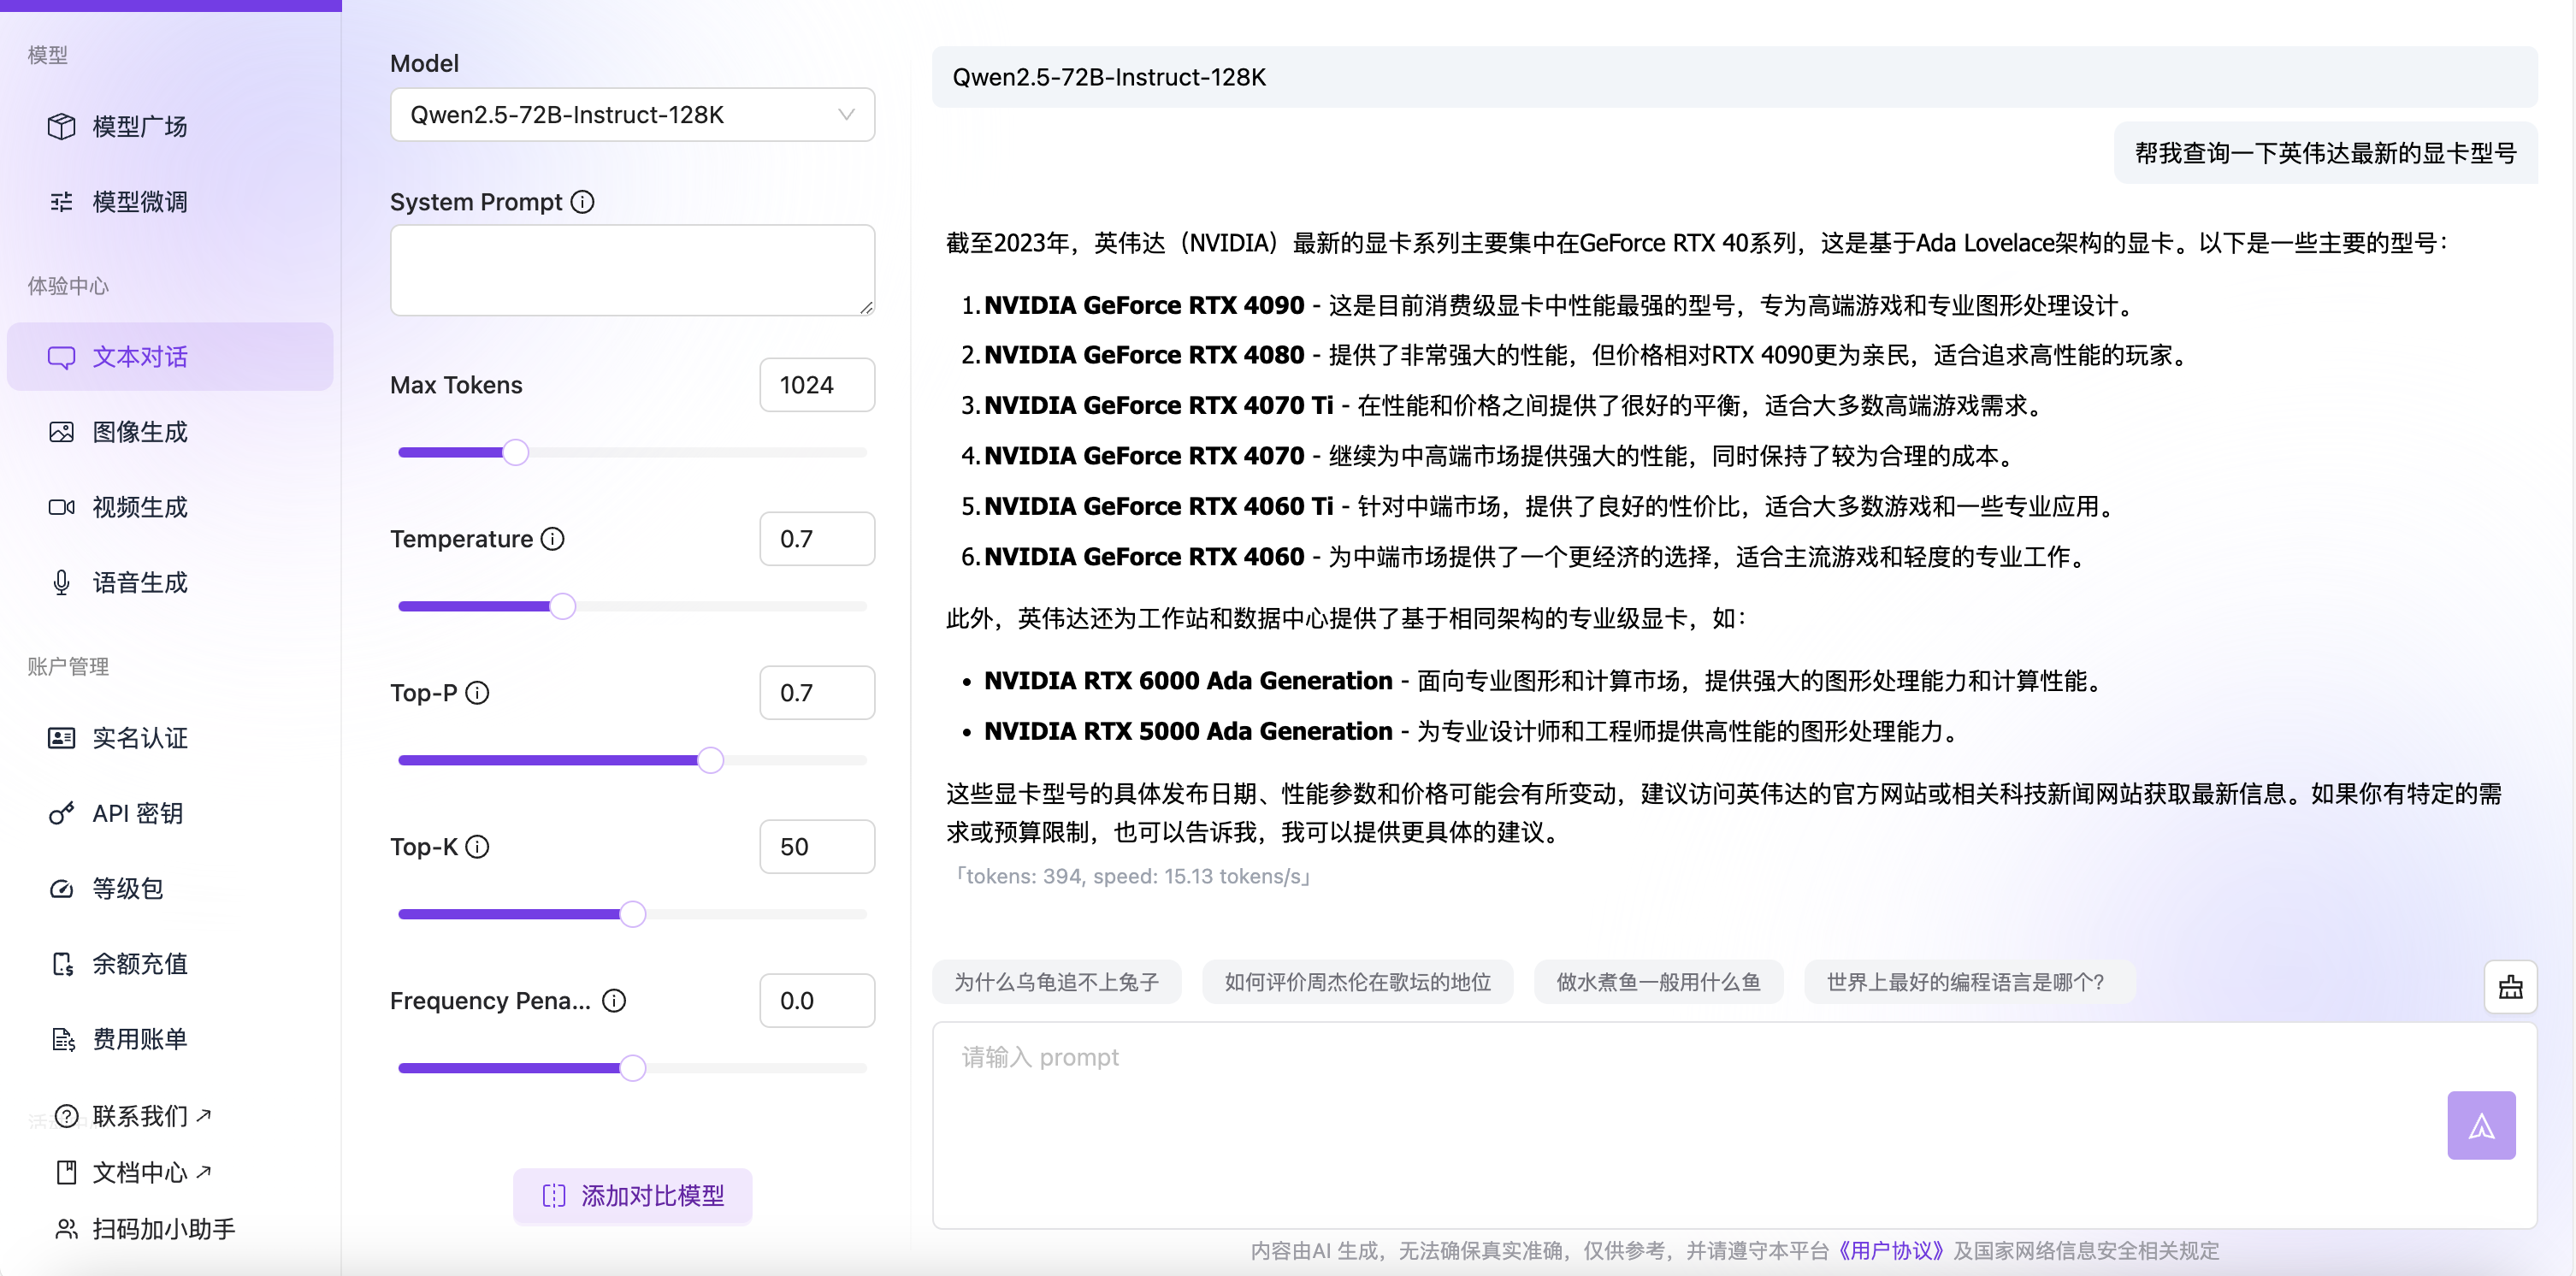 模型
模型广场
模型微调
体验中心
文本对话
图像生成
视频生成
语音生成
账户管理
实名认证
API 密钥
等级包
余额充值
费用账单
联系我们
文档中心
扫码加小助手
Model
Qwen2.5-72B-Instruct-128K
System Prompt
Max Tokens
1024
Temperature
0.7
Top-P
0.7
Top-K
50
Frequency Pena...
0.0
添加对比模型
Qwen2.5-72B-Instruct-128K
帮我查询一下英伟达最新的显卡型号
截至2023年，英伟达（NVIDIA）最新的显卡系列主要集中在GeForce RTX 40系列，这是基于Ada Lovelace架构的显卡。以下是一些主要的型号：
1. NVIDIA GeForce RTX 4090 - 这是目前消费级显卡中性能最强的型号，专为高端游戏和专业图形处理设计。
2. NVIDIA GeForce RTX 4080 - 提供了非常强大的性能，但价格相对RTX 4090更为亲民，适合追求高性能的玩家。
3. NVIDIA GeForce RTX 4070 Ti - 在性能和价格之间提供了很好的平衡，适合大多数高端游戏需求。
4. NVIDIA GeForce RTX 4070 - 继续为中高端市场提供强大的性能，同时保持了较为合理的成本。
5. NVIDIA GeForce RTX 4060 Ti - 针对中端市场，提供了良好的性价比，适合大多数游戏和一些专业应用。
6. NVIDIA GeForce RTX 4060 - 为中端市场提供了一个更经济的选择，适合主流游戏和轻度的专业工作。
此外，英伟达还为工作站和数据中心提供了基于相同架构的专业级显卡，如：
• NVIDIA RTX 6000 Ada Generation - 面向专业图形和计算市场，提供强大的图形处理能力和计算性能。
• NVIDIA RTX 5000 Ada Generation - 为专业设计师和工程师提供高性能的图形处理能力。
这些显卡型号的具体发布日期、性能参数和价格可能会有所变动，建议访问英伟达的官方网站或相关科技新闻网站获取最新信息。如果你有特定的需
求或预算限制，也可以告诉我，我可以提供更具体的建议。
「tokens: 394, speed: 15.13 tokens/s」
为什么乌龟追不上兔子
如何评价周杰伦在歌坛的地位
做水煮鱼一般用什么鱼
世界上最好的编程语言是哪个？
请输入 prompt
内容由AI 生成，无法确保真实准确，仅供参考，并请遵守本平台《用户协议》及国家网络信息安全相关规定